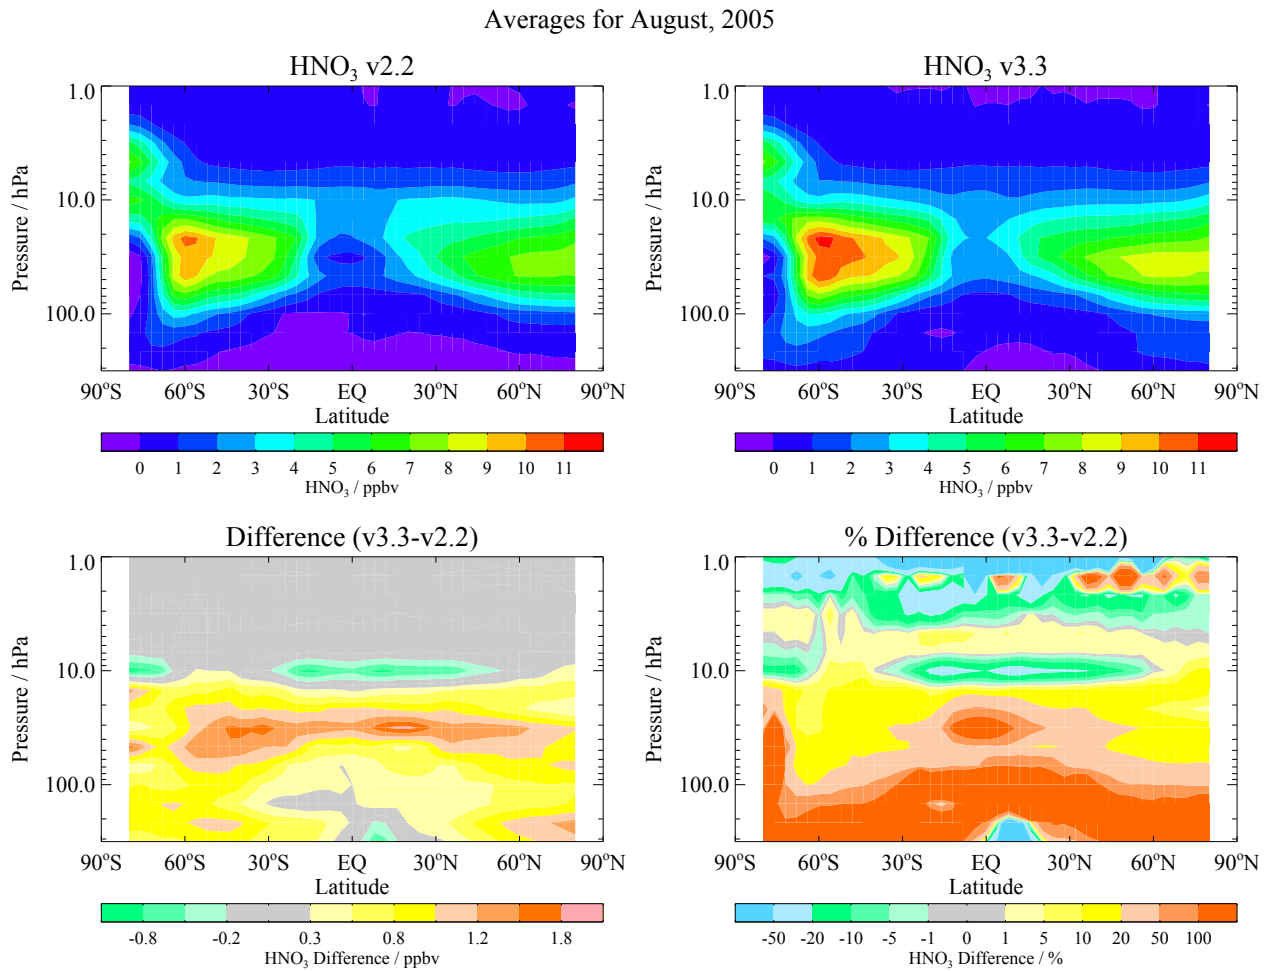 Averages for August, 2005
HNO₃ v2.2
HNO₃ v3.3
1.0
10.0
100.0
Pressure / hPa
90°S 60°S 30°S EQ 30°N 60°N 90°N
Latitude
0 1 2 3 4 5 6 7 8 9 10 11
HNO₃ / ppbv
1.0
10.0
100.0
Pressure / hPa
90°S 60°S 30°S EQ 30°N 60°N 90°N
Latitude
0 1 2 3 4 5 6 7 8 9 10 11
HNO₃ / ppbv
Difference (v3.3-v2.2)
% Difference (v3.3-v2.2)
1.0
10.0
100.0
Pressure / hPa
90°S 60°S 30°S EQ 30°N 60°N 90°N
Latitude
-0.8 -0.2 0.3 0.8 1.2 1.8
HNO₃ Difference / ppbv
1.0
10.0
100.0
Pressure / hPa
90°S 60°S 30°S EQ 30°N 60°N 90°N
Latitude
-50 -20 -10 -5 -1 0 1 5 10 20 50 100
HNO₃ Difference / %